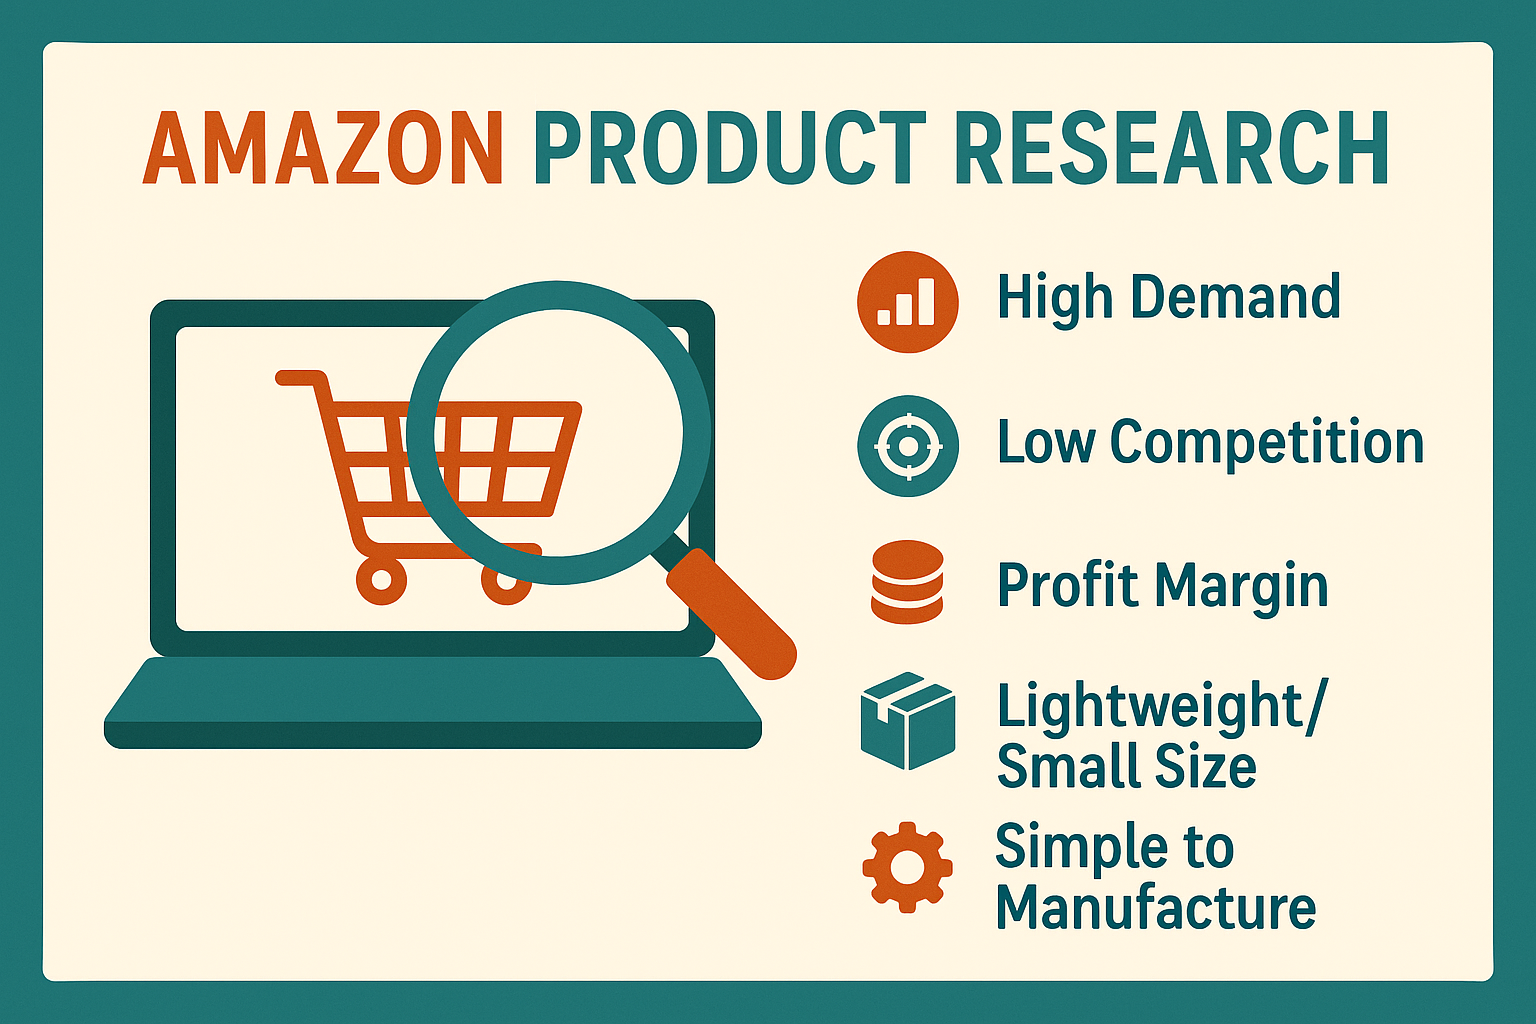 AMAZON PRODUCT RESEARCH
High Demand
Low Competition
Profit Margin
Lightweight/
Small Size
Simple to
Manufacture